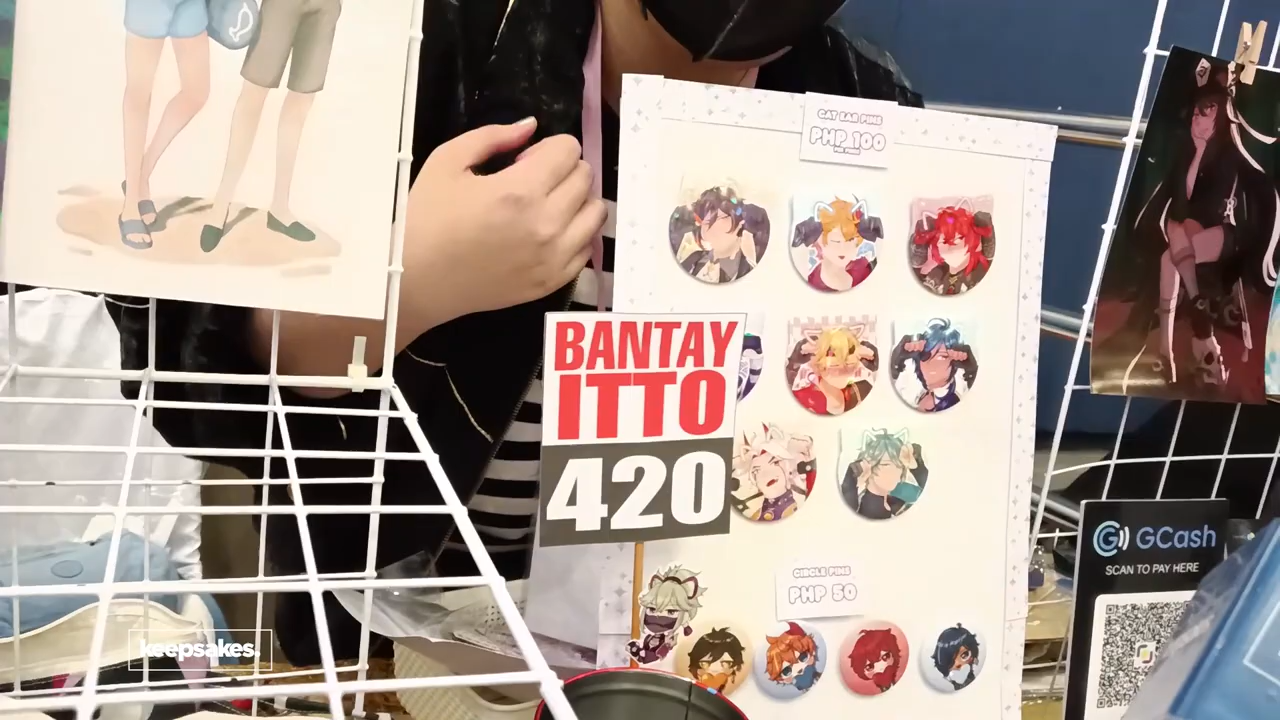 CAT EAR PINS
PHP 100
BANTAY
ITTO
420
CIRCLE PINS
PHP 50
GCash
SCAN TO PAY HERE
keepsakes.